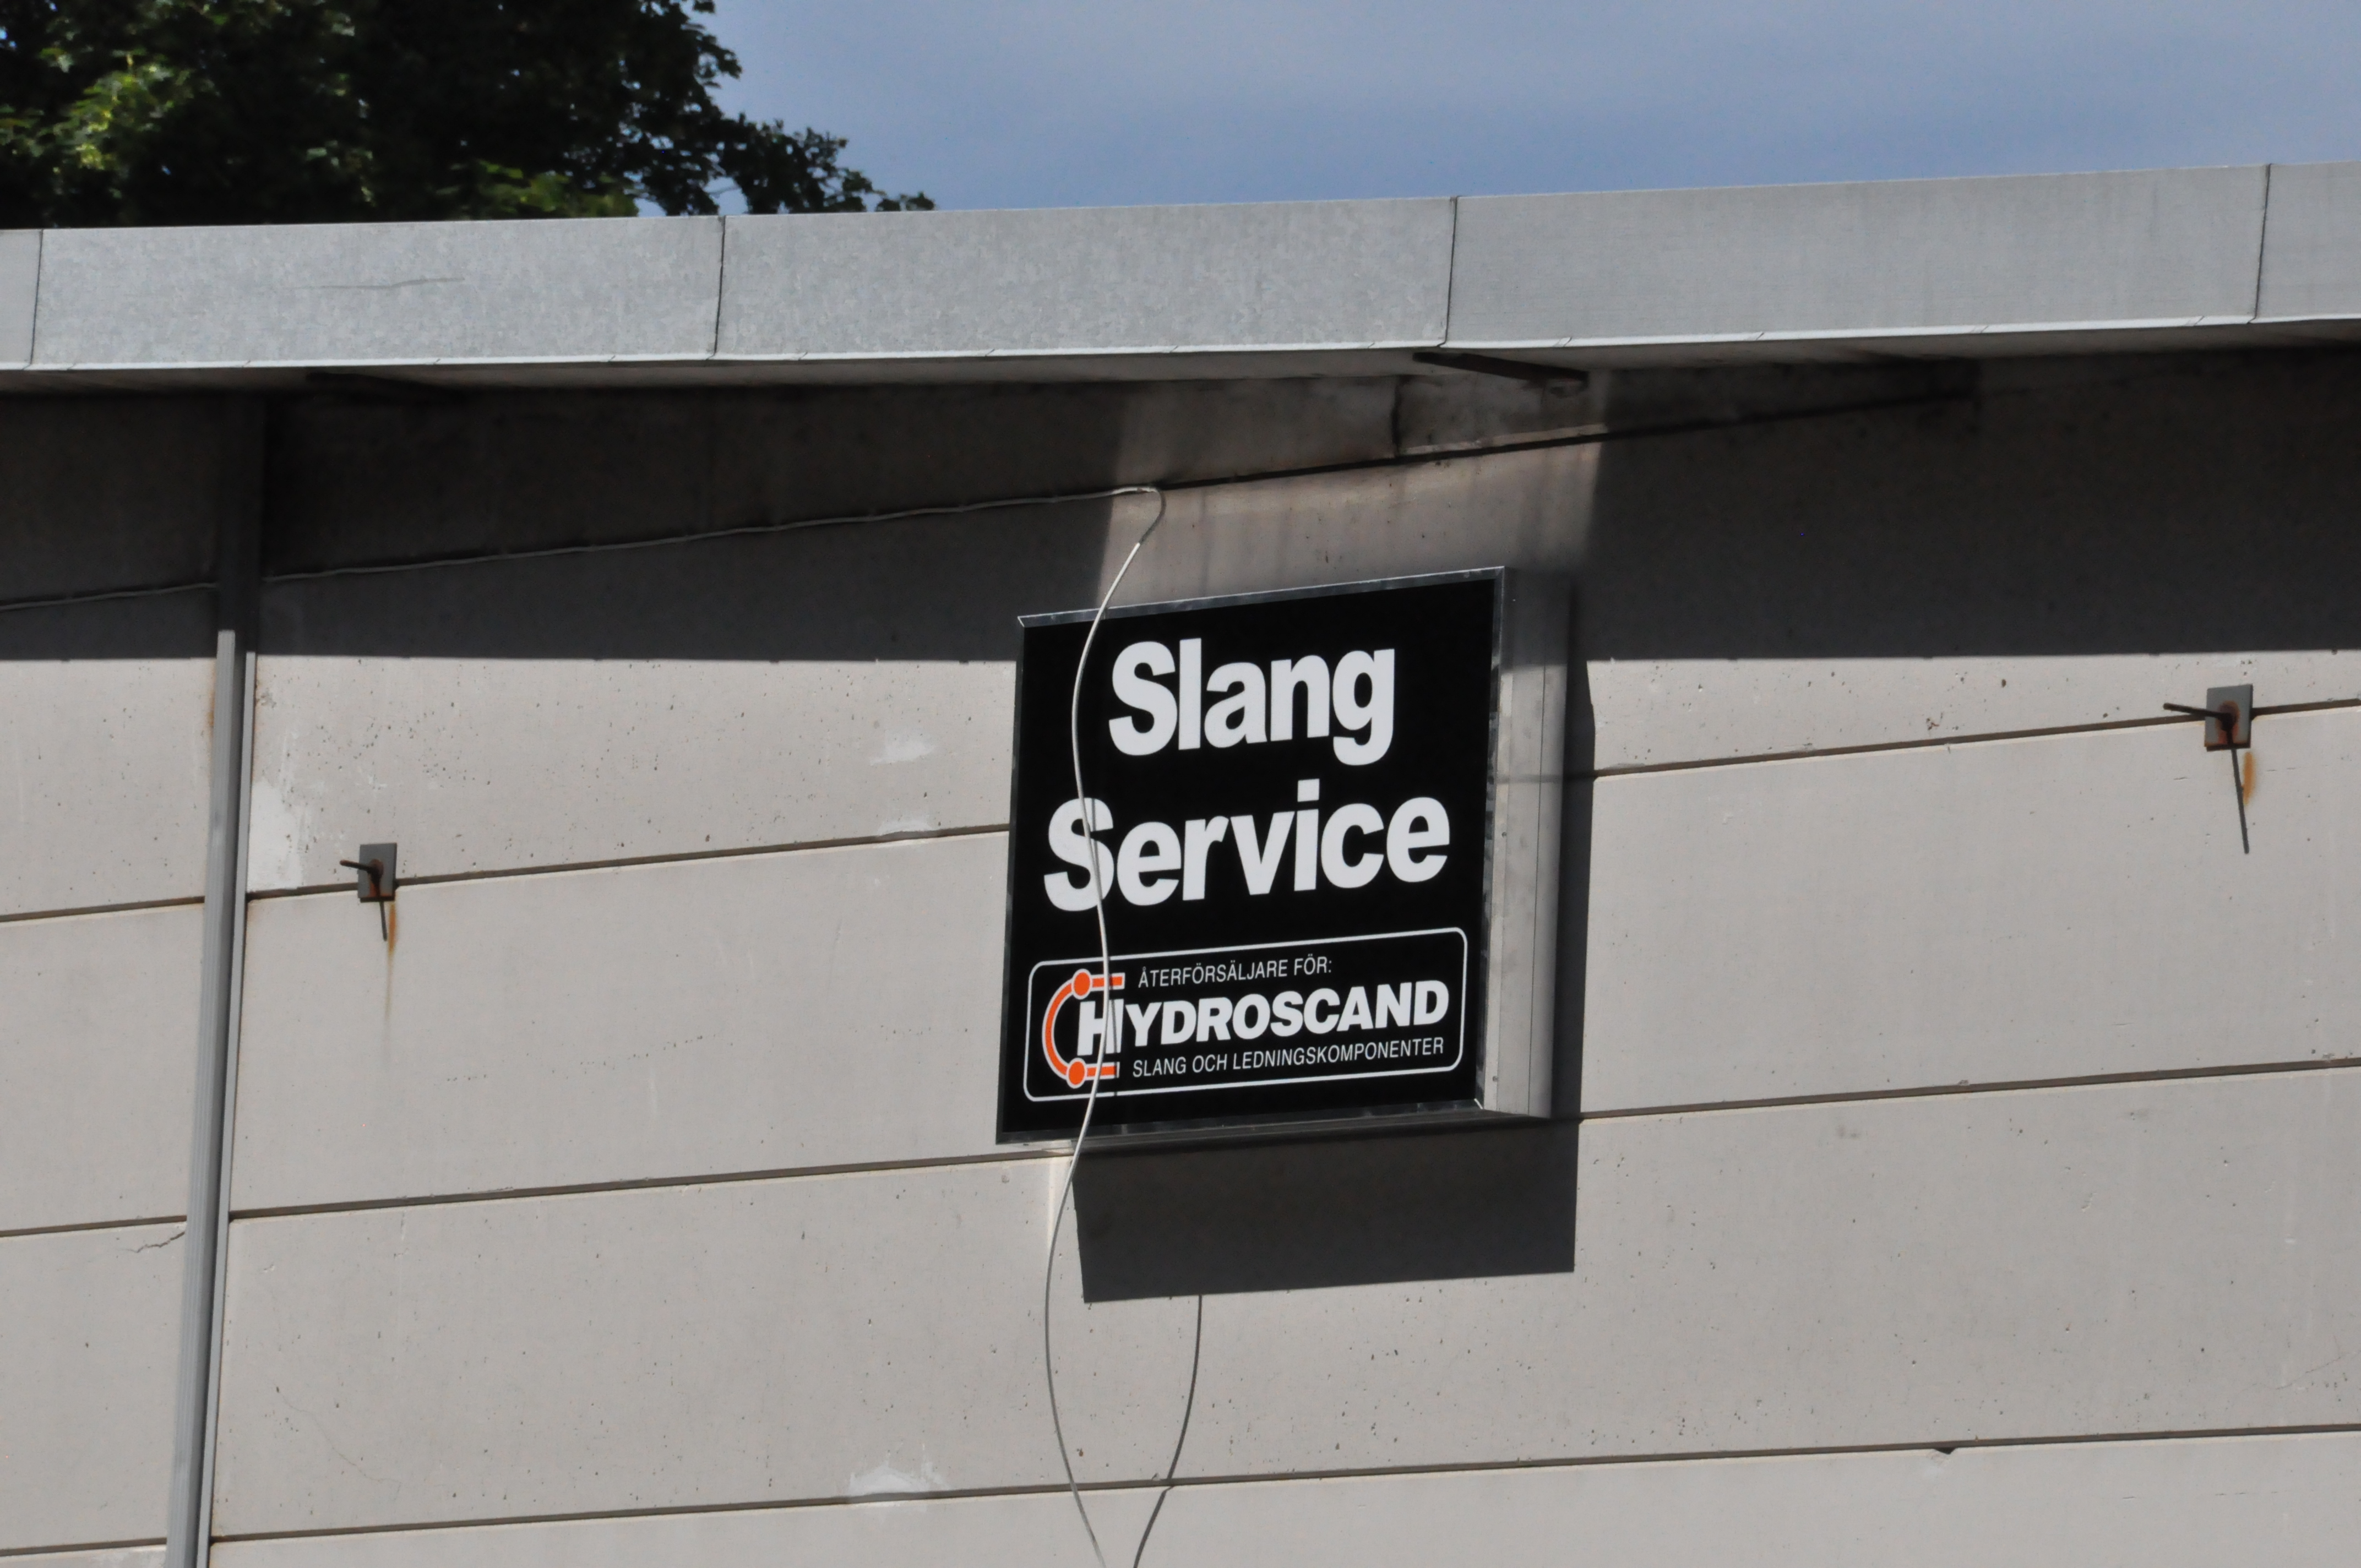 Slang
Service
ÅTERFÖRSÄLJARE FÖR:
HYDROSCAND
SLANG OCH LEDNINGSKOMPONENTER